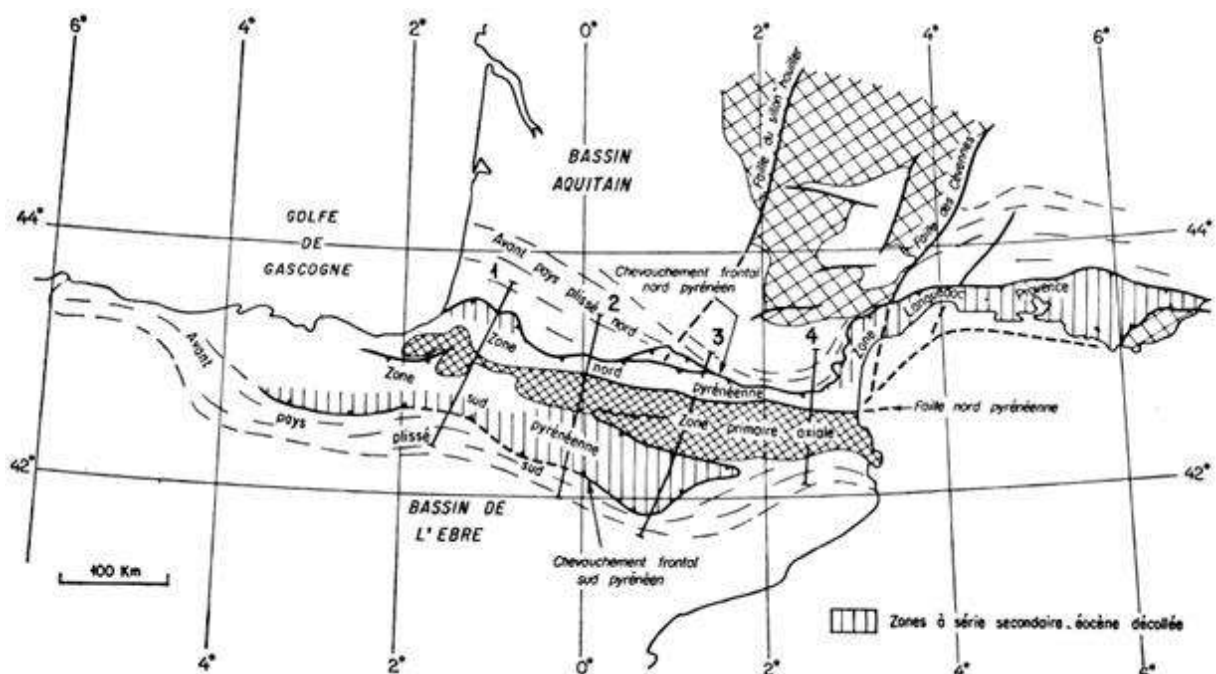 6°
4°
2°
0°
2°
4°
6°
44°
44°
42°
42°
GOLFE
DE
GASCOGNE
BASSIN
AQUITAIN
Faille du sillon houiller
Faille des Cévennes
Avant pays plissé nord
Chevauchement frontal
nord pyrénéen
1
2
3
4
Zone Languedoc Provence
Zone nord pyrénéenne
Zone sud pyrénéenne
Zone primaire axiale
Faille nord pyrénéenne
Avant pays plissé sud
BASSIN DE
L'EBRE
Chevauchement frontal
sud pyrénéen
100 Km
Zones à série secondaire-éocène décollée
4°
2°
0°
2°
4°
6°